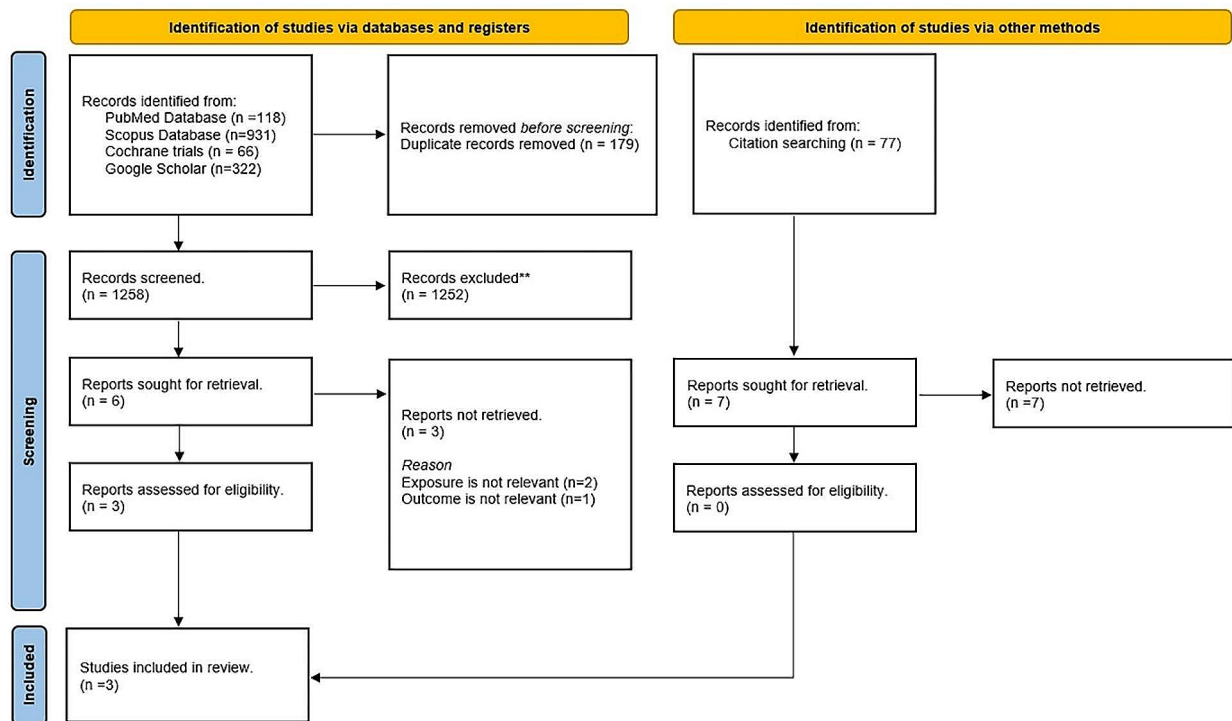 Identification of studies via databases and registers
Identification of studies via other methods
Identification
Records identified from:
PubMed Database (n =118)
Scopus Database (n=931)
Cochrane trials (n = 66)
Google Scholar (n=322)
Records removed before screening:
Duplicate records removed (n = 179)
Records identified from:
Citation searching (n = 77)
Screening
Records screened.
(n = 1258)
Records excluded**
(n = 1252)
Reports sought for retrieval.
(n = 6)
Reports not retrieved.
(n = 3)
Reason
Exposure is not relevant (n=2)
Outcome is not relevant (n=1)
Reports sought for retrieval.
(n = 7)
Reports not retrieved.
(n =7)
Reports assessed for eligibility.
(n = 3)
Reports assessed for eligibility.
(n = 0)
Included
Studies included in review.
(n =3)